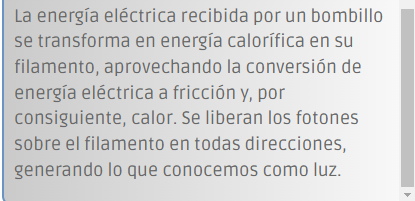 La energía eléctrica recibida por un bombillo
se transforma en energía calorífica en su
filamento, aprovechando la conversión de
energía eléctrica a fricción y, por
consiguiente, calor. Se liberan los fotones
sobre el filamento en todas direcciones,
generando lo que conocemos como luz.